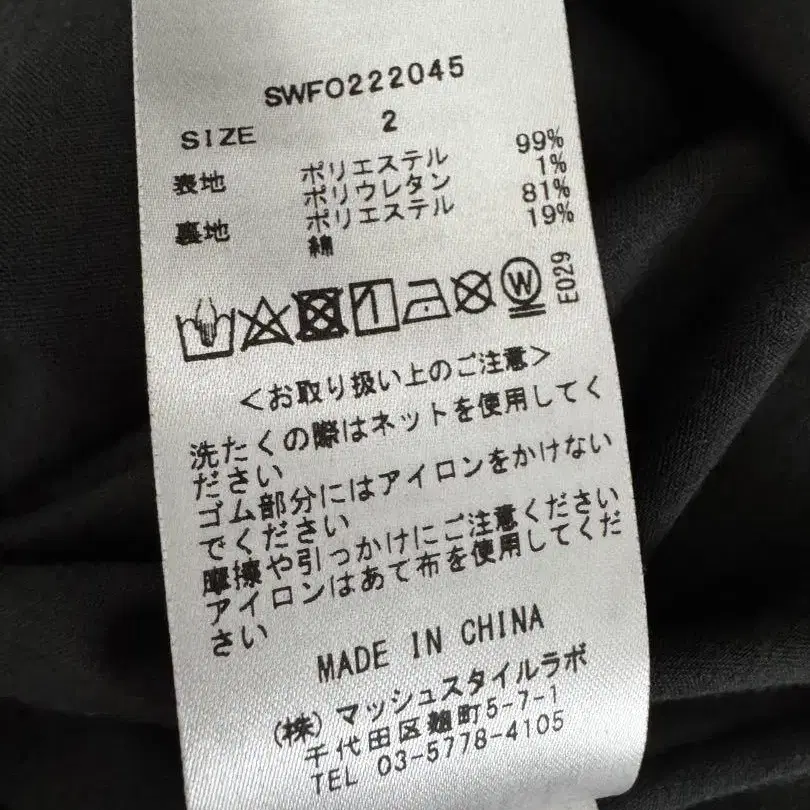 SWFO222045
SIZE 2
表地 ポリエステル 99%
ポリウレタン 1%
裏地 ポリエステル 81%
綿 19%
W
E029
<お取り扱い上のご注意>
洗たくの際はネットを使用してく
ださい
ゴム部分にはアイロンをかけない
でください
摩擦や引っかけにご注意ください
アイロンはあて布を使用してくだ
さい
MADE IN CHINA
(株)マッシュスタイルラボ
千代田区麹町5-7-1
TEL 03-5778-4105